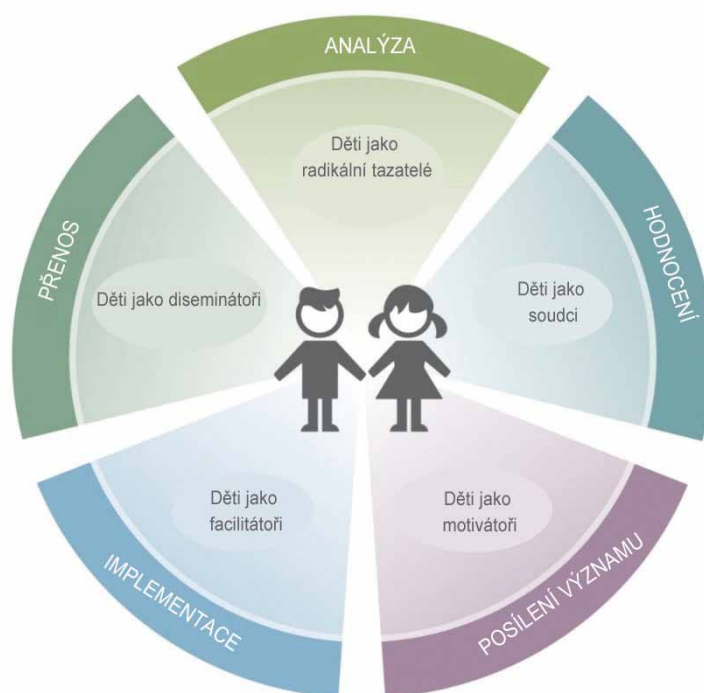 ANALÝZA
Děti jako
radikální tazatelé
HODNOCENÍ
Děti jako
soudci
POSÍLENÍ VÝZNAMU
Děti jako
motivátoři
IMPLEMENTACE
Děti jako
facilitátoři
PŘENOS
Děti jako diseminátoři